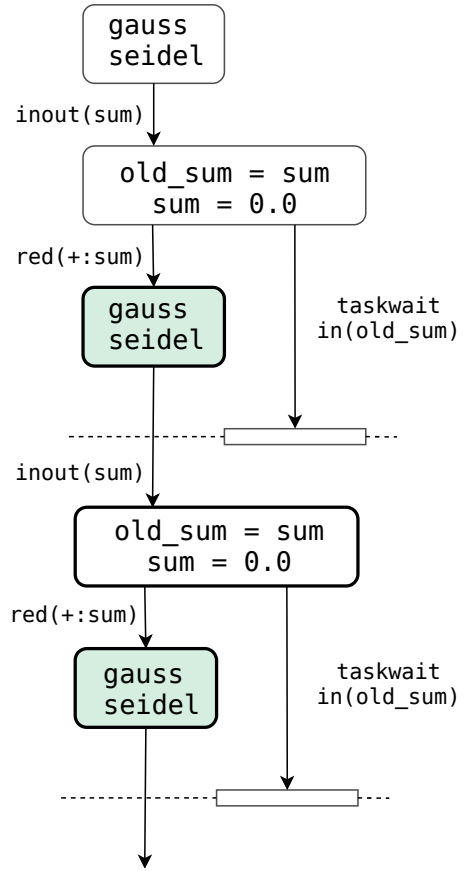 gauss
seidel
inout(sum)
old_sum = sum
sum = 0.0
red(+:sum)
gauss
seidel
taskwait
in(old_sum)
inout(sum)
old_sum = sum
sum = 0.0
red(+:sum)
gauss
seidel
taskwait
in(old_sum)